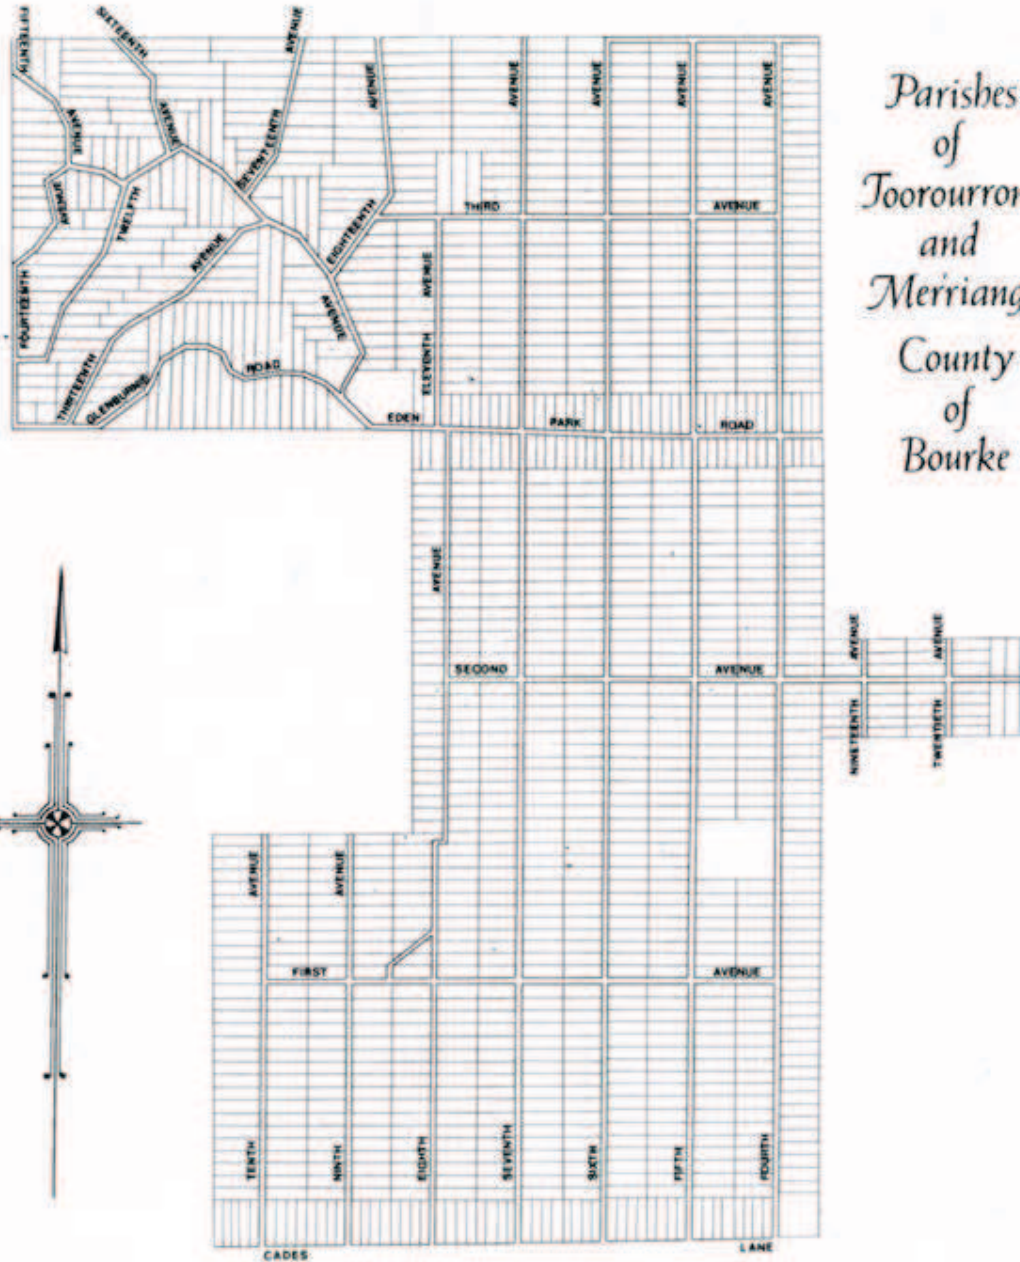 Parishes
of
Toorourron
and
Merriang
County
of
Bourke
FIFTEENTH
AVENUE
SIXTEENTH
AVENUE
SEVENTEENTH
AVENUE
EIGHTEENTH
AVENUE
AVENUE
AVENUE
AVENUE
AVENUE
FOURTEENTH
AVENUE
TWELFTH
AVENUE
THIRTEENTH
AVENUE
THIRD AVENUE
ELEVENTH
AVENUE
GLENBURNE ROAD
EDEN PARK ROAD
AVENUE
SECOND AVENUE
NINETEENTH
AVENUE
TWENTIETH
AVENUE
AVENUE
AVENUE
FIRST AVENUE
TENTH
NINTH
EIGHTH
SEVENTH
SIXTH
FIFTH
FOURTH
CADES LANE